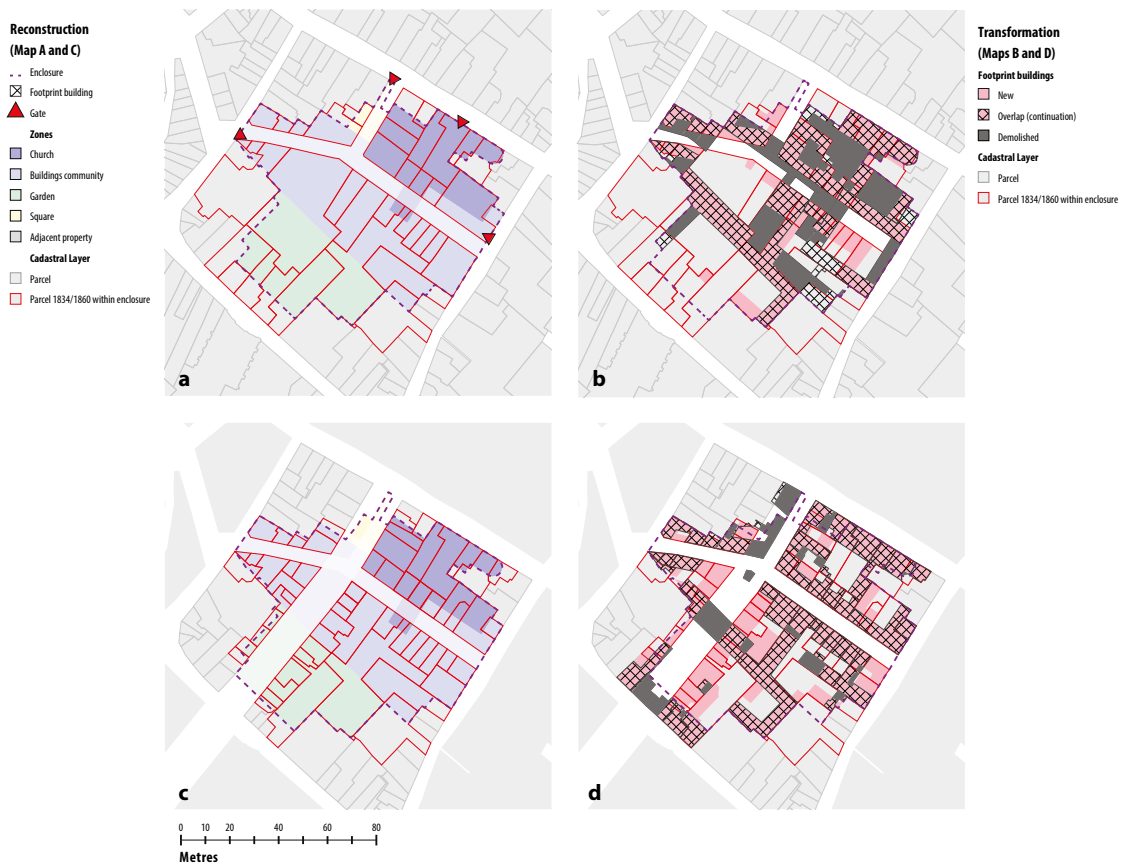 Reconstruction
(Map A and C)
Enclosure
Footprint building
Gate
Zones
Church
Buildings community
Garden
Square
Adjacent property
Cadastral Layer
Parcel
Parcel 1834/1860 within enclosure
a
b
Transformation
(Maps B and D)
Footprint buildings
New
Overlap (continuation)
Demolished
Cadastral Layer
Parcel
Parcel 1834/1860 within enclosure
c
d
0 10 20 40 60 80
Metres